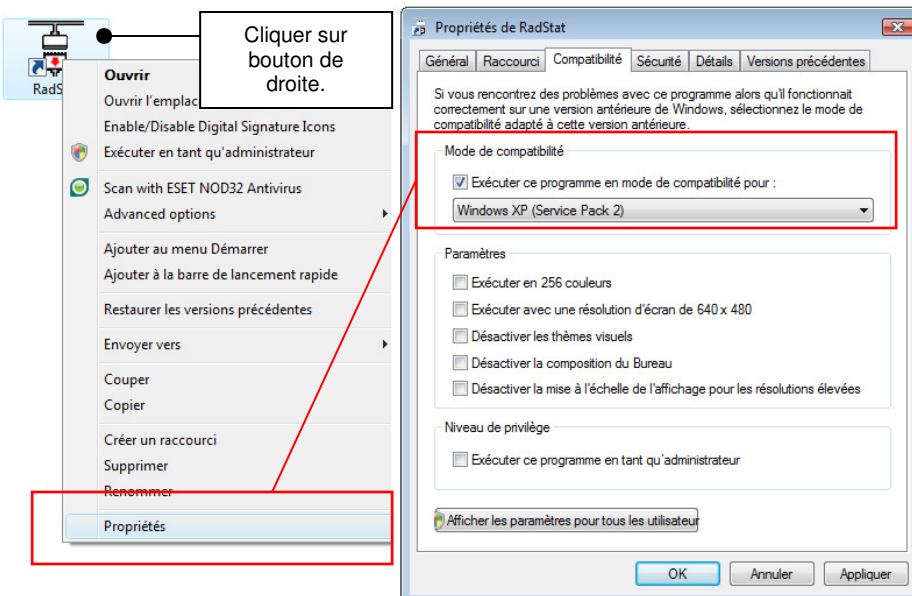 RadS
Cliquer sur
bouton de
droite.
Ouvrir
Ouvrir l'emplac
Enable/Disable Digital Signature Icons
Exécuter en tant qu'administrateur
Scan with ESET NOD32 Antivirus
Advanced options
Ajouter au menu Démarrer
Ajouter à la barre de lancement rapide
Restaurer les versions précédentes
Envoyer vers
Couper
Copier
Créer un raccourci
Supprimer
Renommer
Propriétés
Propriétés de RadStat
Général Raccourci Compatibilité Sécurité Détails Versions précédentes
Si vous rencontrez des problèmes avec ce programme alors qu'il fonctionnait
correctement sur une version antérieure de Windows, sélectionnez le mode de
compatibilité adapté à cette version antérieure.
Mode de compatibilité
Exécuter ce programme en mode de compatibilité pour :
Windows XP (Service Pack 2)
Paramètres
Exécuter en 256 couleurs
Exécuter avec une résolution d'écran de 640 x 480
Désactiver les thèmes visuels
Désactiver la composition du Bureau
Désactiver la mise à l'échelle de l'affichage pour les résolutions élevées
Niveau de privilège
Exécuter ce programme en tant qu'administrateur
Afficher les paramètres pour tous les utilisateur
OK Annuler Appliquer